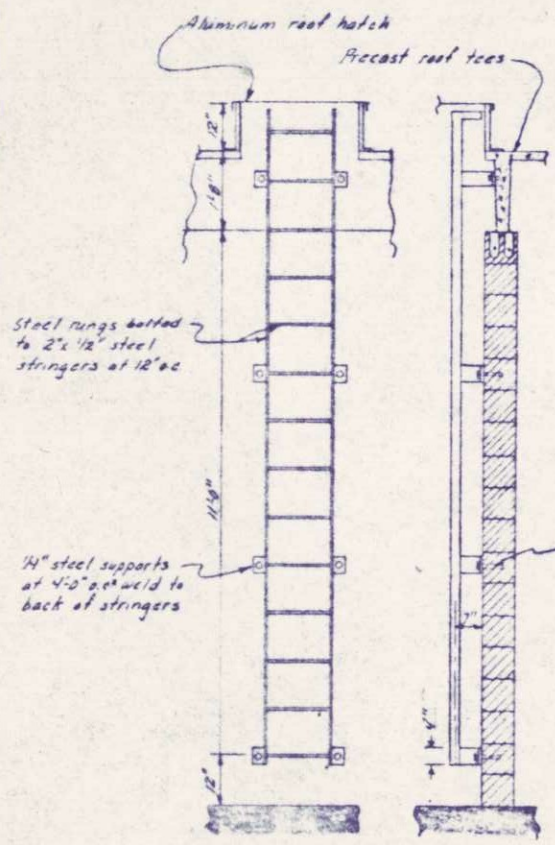 Aluminum roof hatch
Precast roof tees
12"
1'-8"
Steel rungs bolted
to 2"x 1/2" steel
stringers at 12" o.c.
11'-0"
1/4" steel supports
at 4'-0" o.c. weld to
back of stringers
7"
4"
12"